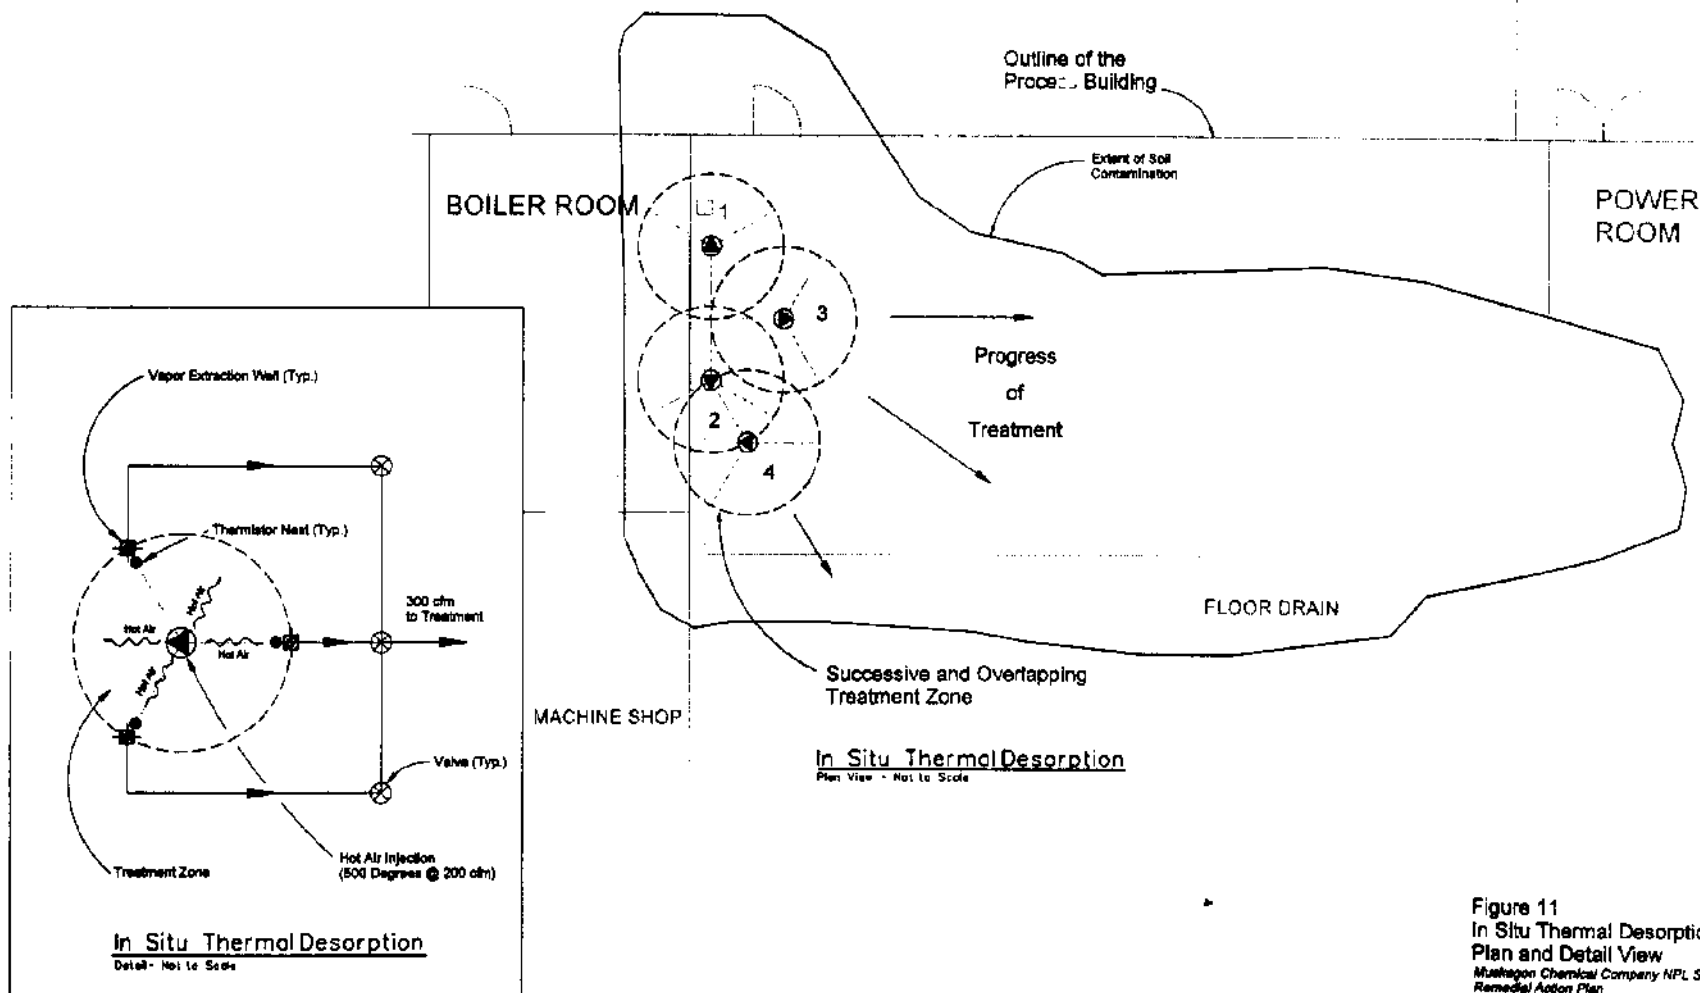 Outline of the
Process Building
Extent of Soil
Contamination
BOILER ROOM
POWER
ROOM
1
3
2
4
Progress
of
Treatment
Vapor Extraction Well (Typ.)
Thermistor Nest (Typ.)
Hot Air
Hot Air
Hot Air
Hot Air
300 cfm
to Treatment
FLOOR DRAIN
Successive and Overlapping
Treatment Zone
MACHINE SHOP
In Situ Thermal Desorption
Plan View - Not to Scale
Valve (Typ.)
Treatment Zone
Hot Air Injection
(500 Degrees @ 200 cfm)
In Situ Thermal Desorption
Detail - Not to Scale
Figure 11
In Situ Thermal Desorptio
Plan and Detail View
Muskegon Chemical Company NPL S
Remedial Action Plan